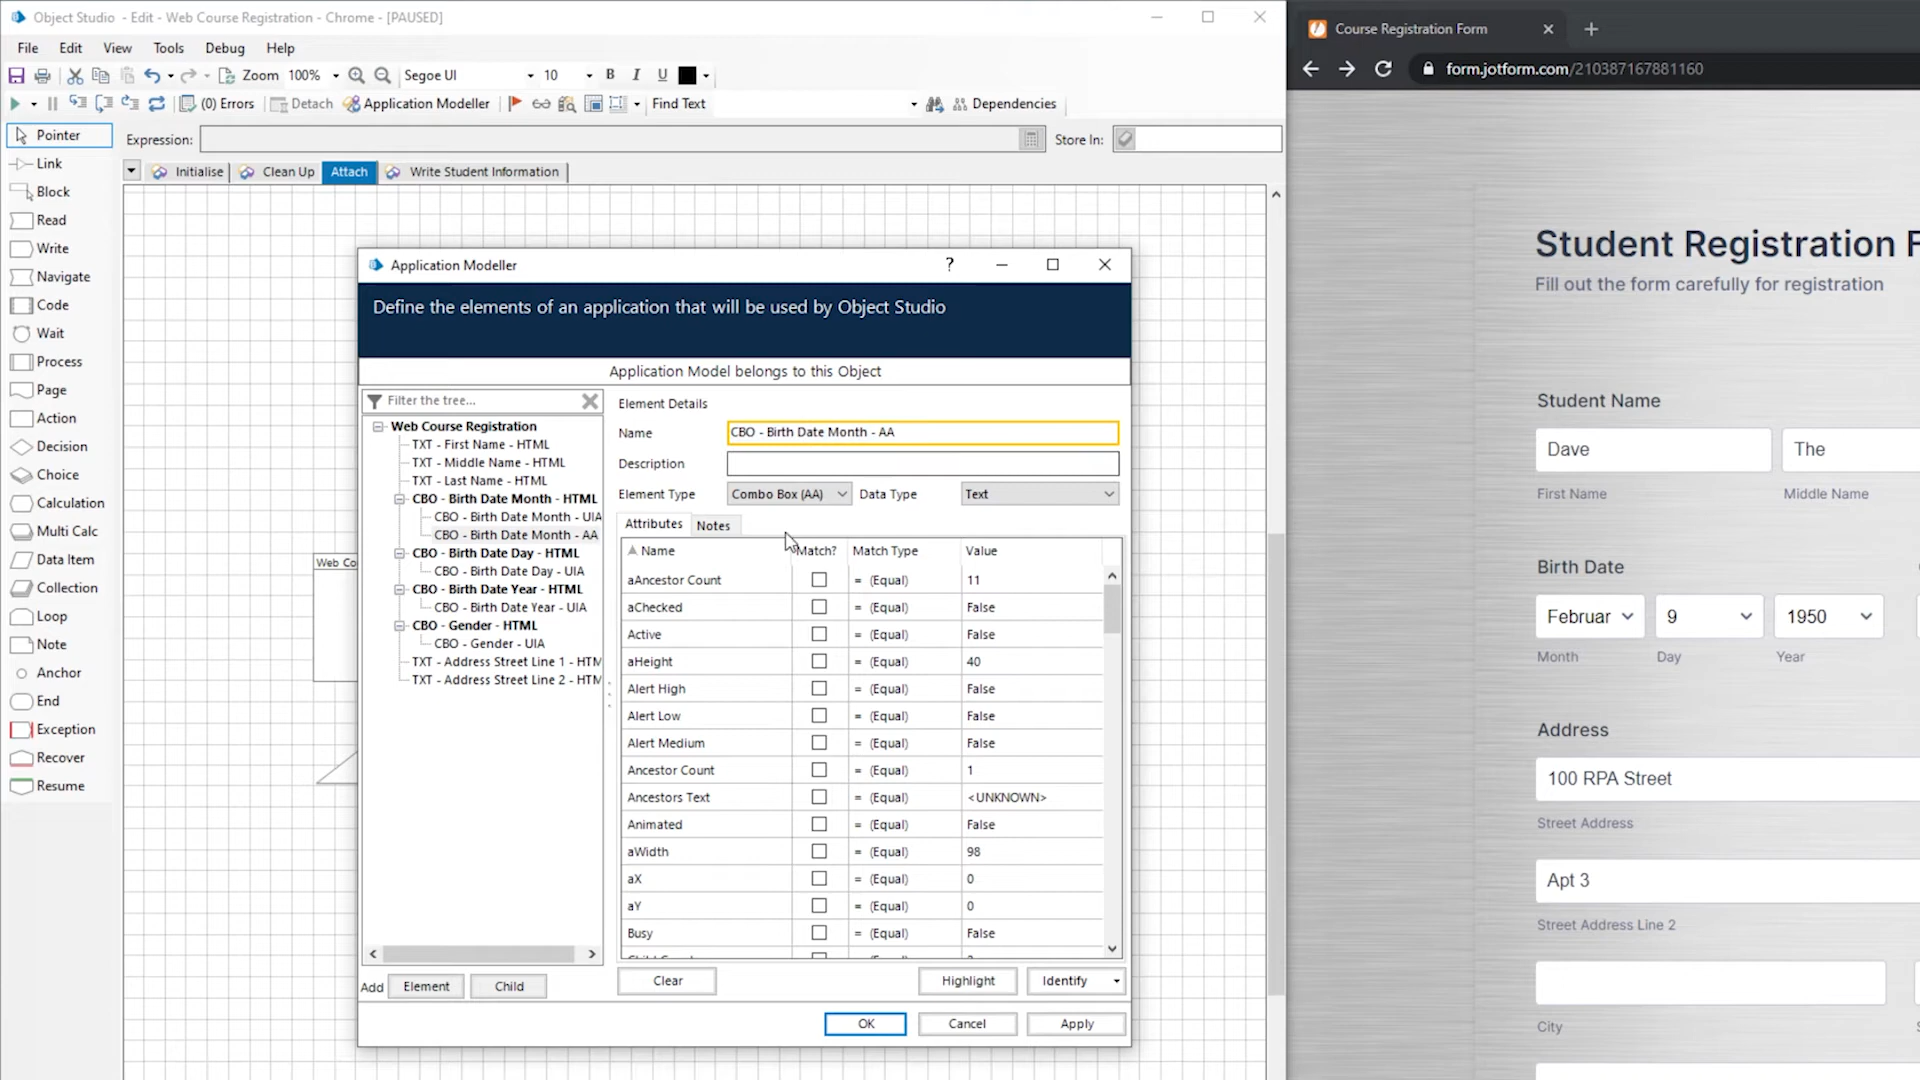 Object Studio - Edit - Web Course Registration - Chrome - [PAUSED]
File Edit View Tools Debug Help
Zoom 100% Segoe UI 10 B I U
(0) Errors Detach Application Modeller Find Text Dependencies
Expression: Store In:
Initialise Clean Up Attach Write Student Information
Pointer
Link
Block
Read
Write
Navigate
Code
Wait
Process
Page
Action
Decision
Choice
Calculation
Multi Calc
Data Item
Collection
Loop
Note
Anchor
End
Exception
Recover
Resume
Web Co
Application Modeller
?
Define the elements of an application that will be used by Object Studio
Application Model belongs to this Object
Filter the tree...
Web Course Registration
TXT - First Name - HTML
TXT - Middle Name - HTML
TXT - Last Name - HTML
CBO - Birth Date Month - HTML
CBO - Birth Date Month - UIA
CBO - Birth Date Month - AA
CBO - Birth Date Day - HTML
CBO - Birth Date Day - UIA
CBO - Birth Date Year - HTML
CBO - Birth Date Year - UIA
CBO - Gender - HTML
CBO - Gender - UIA
TXT - Address Street Line 1 - HTM
TXT - Address Street Line 2 - HTM
Add Element Child
Element Details
Name CBO - Birth Date Month - AA
Description
Element Type Combo Box (AA) Data Type Text
Attributes Notes
Name Match? Match Type Value
aAncestor Count = (Equal) 11
aChecked = (Equal) False
Active = (Equal) False
aHeight = (Equal) 40
Alert High = (Equal) False
Alert Low = (Equal) False
Alert Medium = (Equal) False
Ancestor Count = (Equal) 1
Ancestors Text = (Equal) <UNKNOWN>
Animated = (Equal) False
aWidth = (Equal) 98
aX = (Equal) 0
aY = (Equal) 0
Busy = (Equal) False
Clear Highlight Identify
OK Cancel Apply
Course Registration Form
form.jotform.com/210387167881160
Student Registration F
Fill out the form carefully for registration
Student Name
Dave The
First Name Middle Name
Birth Date
Februar 9 1950
Month Day Year
Address
100 RPA Street
Street Address
Apt 3
Street Address Line 2
City